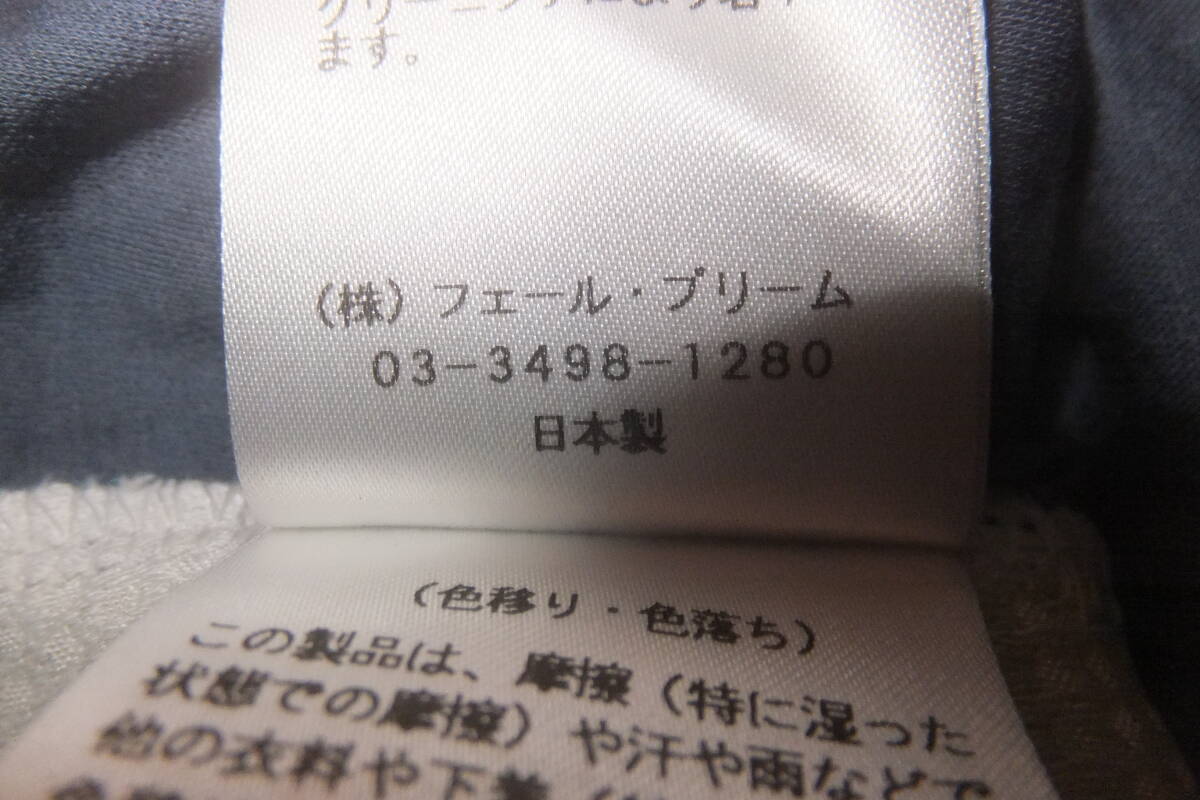 ます。
(株)フェール・プリーム
03-3498-1280
日本製
(色移り・色落ち)
この製品は、摩擦(特に湿った
状態での摩擦)や汗や雨などで
他の衣料や下着